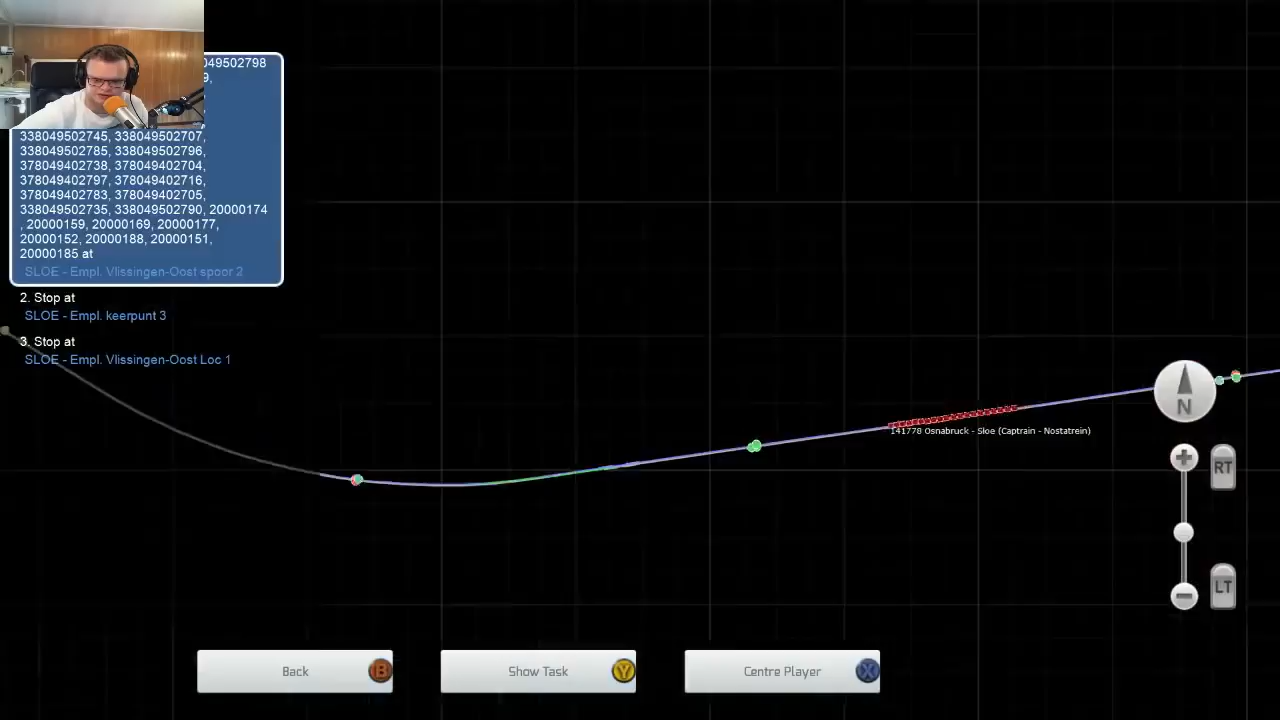 049502798
9,
338049502745, 338049502707,
338049502785, 338049502796,
378049402738, 378049402704,
378049402797, 378049402716,
378049402783, 378049402705,
338049502735, 338049502790, 20000174
, 20000159, 20000169, 20000177,
20000152, 20000188, 20000151,
20000185 at
SLOE - Empl. Vlissingen-Oost spoor 2
2. Stop at
SLOE - Empl. keerpunt 3
3. Stop at
SLOE - Empl. Vlissingen-Oost Loc 1
141778 Osnabruck - Sloe (Captrain - Nostatrein)
N
RT
LT
Back B
Show Task Y
Centre Player X